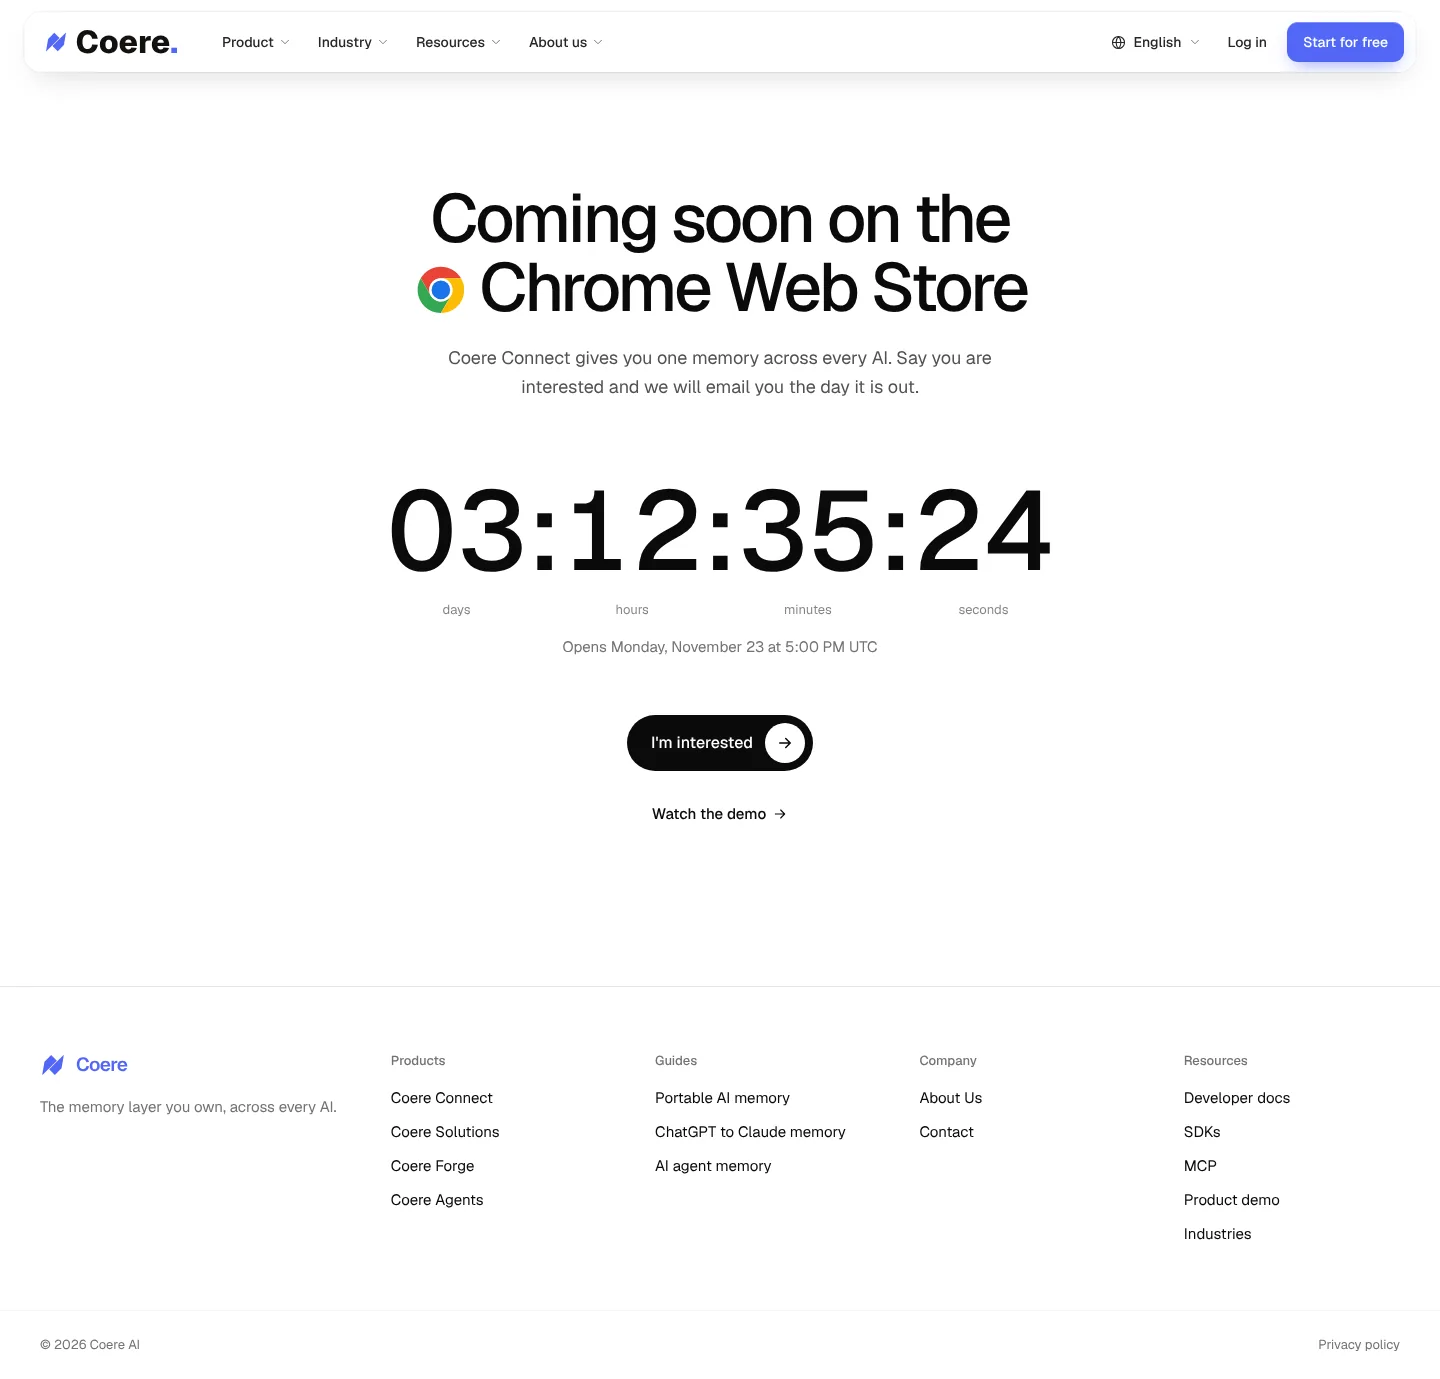 Coere.
Product
Industry
Resources
About us
English
Log in
Start for free
Coming soon on the
Chrome Web Store
Coere Connect gives you one memory across every AI. Say you are
interested and we will email you the day it is out.
03:12:35:24
days
hours
minutes
seconds
Opens Monday, November 23 at 5:00 PM UTC
I'm interested
Watch the demo
Coere
The memory layer you own, across every AI.
Products
Coere Connect
Coere Solutions
Coere Forge
Coere Agents
Guides
Portable AI memory
ChatGPT to Claude memory
AI agent memory
Company
About Us
Contact
Resources
Developer docs
SDKs
MCP
Product demo
Industries
© 2026 Coere AI
Privacy policy